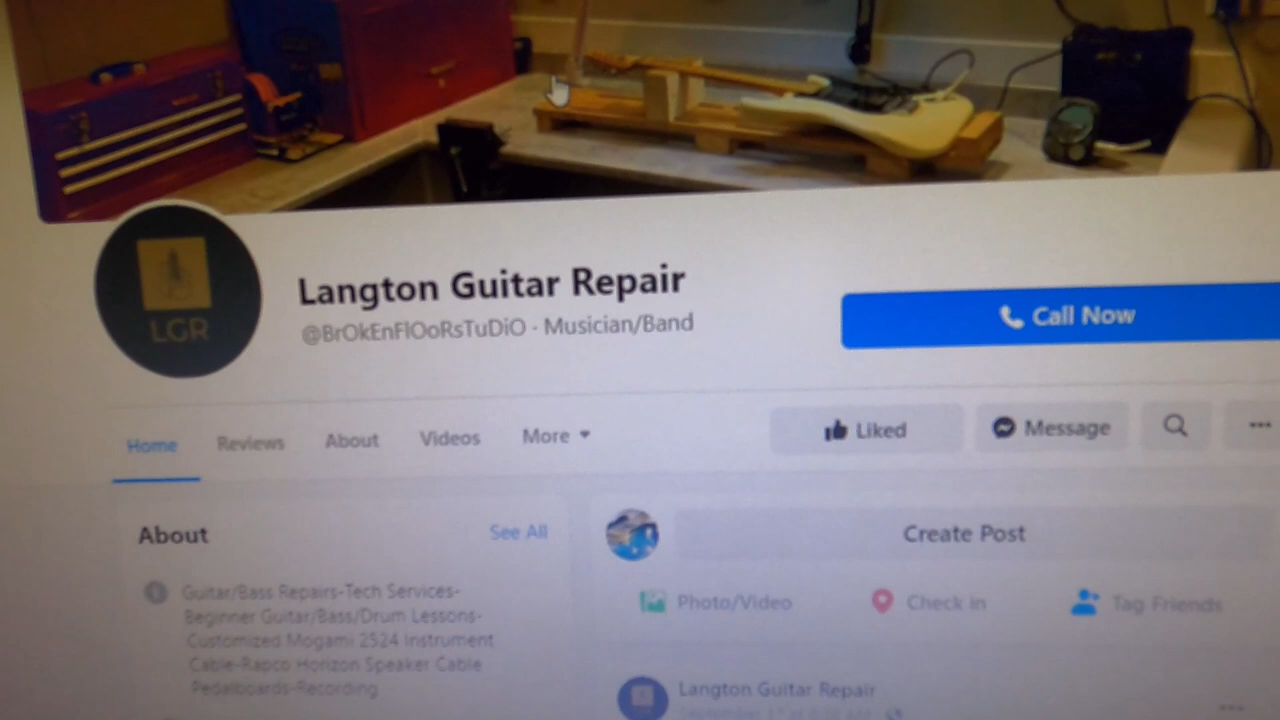 LGR
Langton Guitar Repair
@BrOkEnFlOoRsTuDiO · Musician/Band
Call Now
Home
Reviews
About
Videos
More
Liked
Message
About
See All
Guitar/Bass Repairs-Tech Services-
Beginner Guitar/Bass/Drum Lessons-
Customized Mogami 2524 Instrument
Cable-Rapco Horizon Speaker Cable
Pedalboards-Recording
Create Post
Photo/Video
Check in
Tag Friends
Langton Guitar Repair